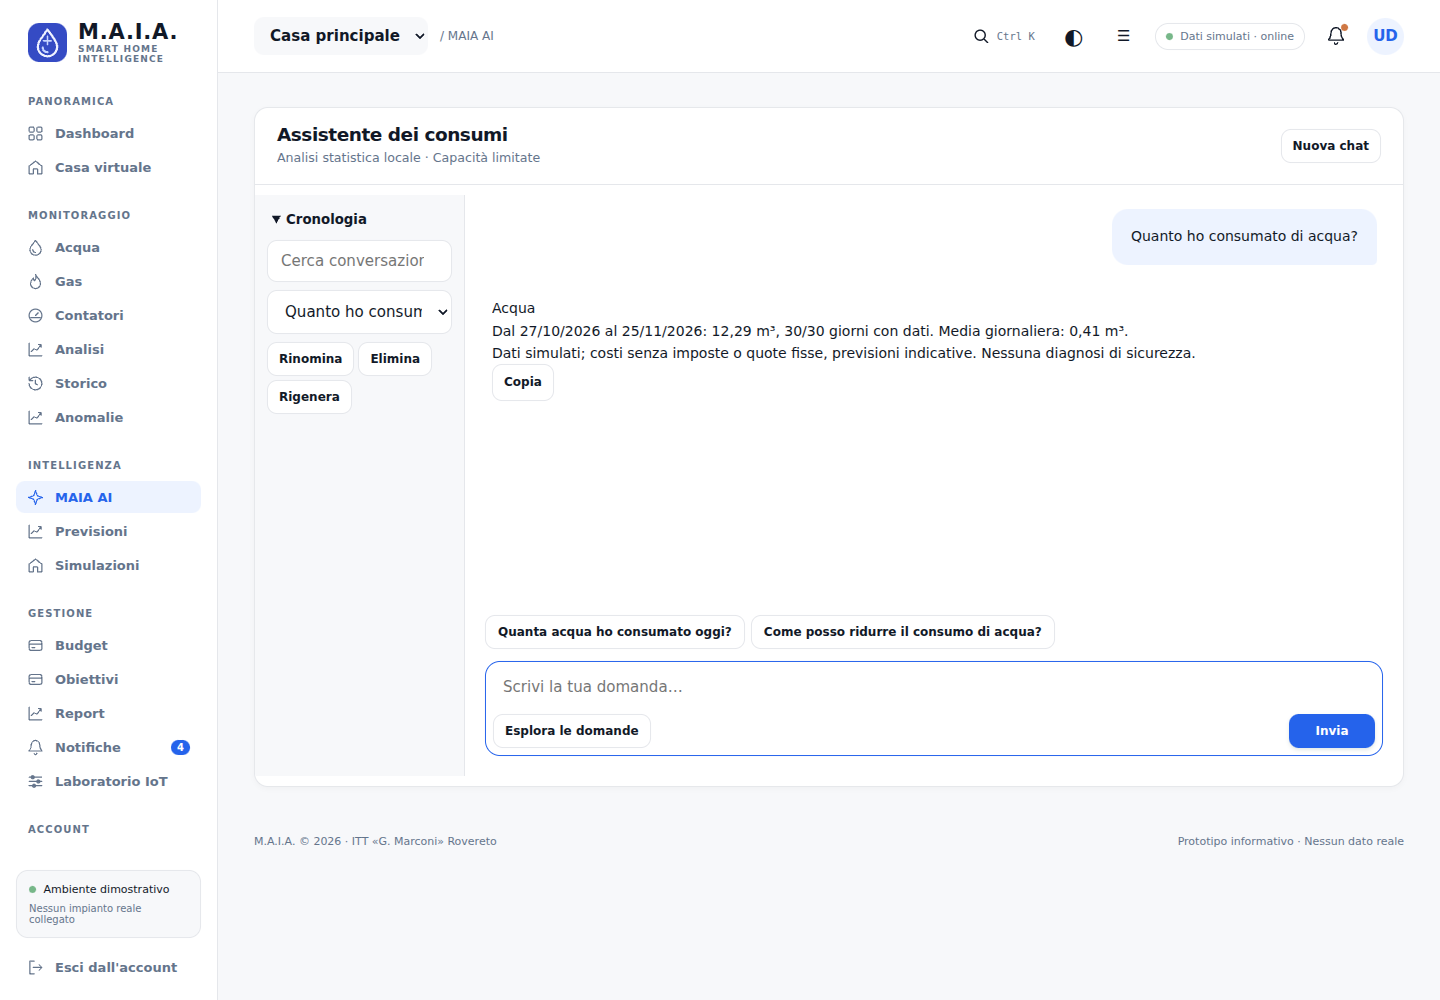 M.A.I.A.
SMART HOME
INTELLIGENCE
PANORAMICA
Dashboard
Casa virtuale
MONITORAGGIO
Acqua
Gas
Contatori
Analisi
Storico
Anomalie
INTELLIGENZA
MAIA AI
Previsioni
Simulazioni
GESTIONE
Budget
Obiettivi
Report
Notifiche 4
Laboratorio IoT
ACCOUNT
Ambiente dimostrativo
Nessun impianto reale
collegato
Esci dall'account
Casa principale / MAIA AI
Ctrl K
Dati simulati · online
UD
Assistente dei consumi
Analisi statistica locale · Capacità limitate
Nuova chat
Cronologia
Cerca conversazion
Quanto ho consum
Rinomina Elimina
Rigenera
Quanto ho consumato di acqua?
Acqua
Dal 27/10/2026 al 25/11/2026: 12,29 m³, 30/30 giorni con dati. Media giornaliera: 0,41 m³.
Dati simulati; costi senza imposte o quote fisse, previsioni indicative. Nessuna diagnosi di sicurezza.
Copia
Quanta acqua ho consumato oggi? Come posso ridurre il consumo di acqua?
Scrivi la tua domanda…
Esplora le domande Invia
M.A.I.A. © 2026 · ITT «G. Marconi» Rovereto
Prototipo informativo · Nessun dato reale